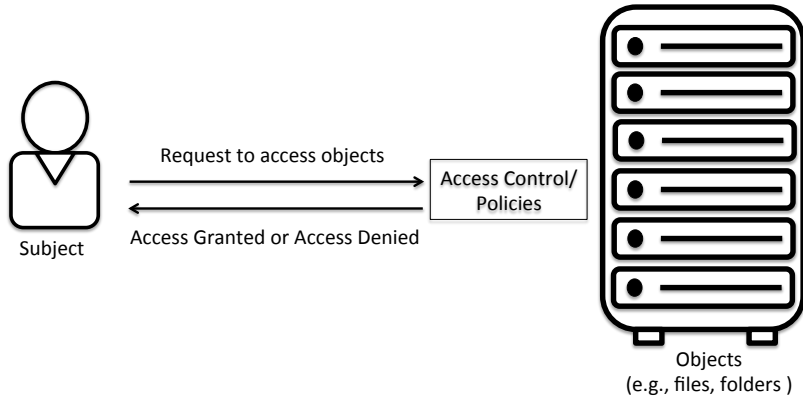 Request to access objects
Access Control/
Policies
Access Granted or Access Denied
Subject
Objects
(e.g., files, folders )